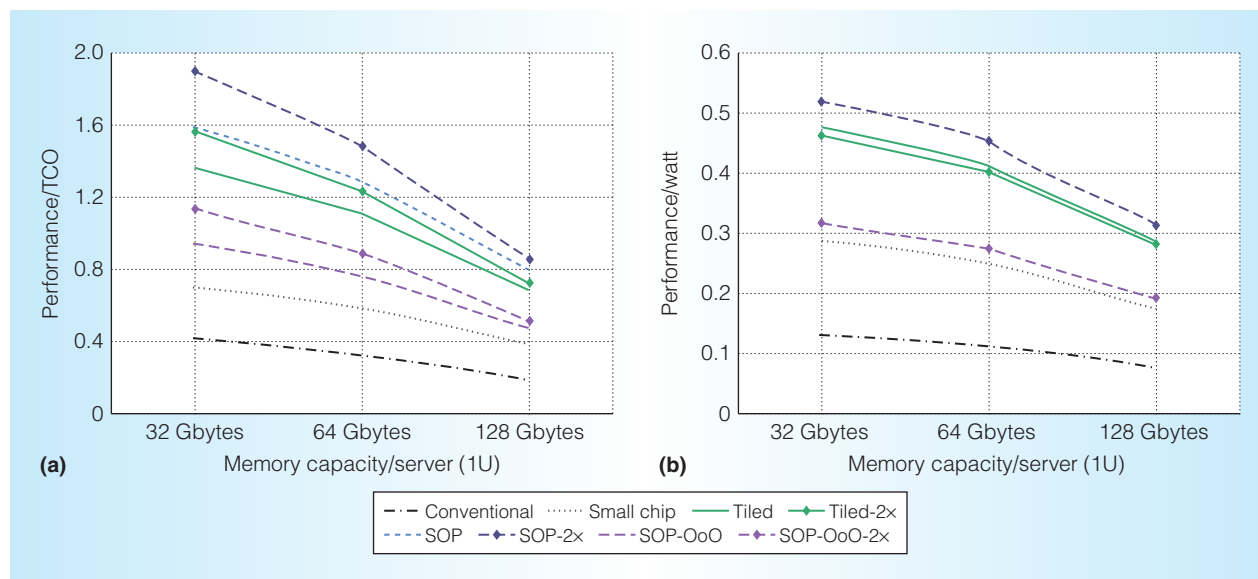 2.0
1.6
1.2
0.8
0.4
0
Performance/TCO
32 Gbytes 64 Gbytes 128 Gbytes
(a) Memory capacity/server (1U)
0.6
0.5
0.4
0.3
0.2
0.1
0
Performance/watt
32 Gbytes 64 Gbytes 128 Gbytes
(b) Memory capacity/server (1U)
Conventional Small chip Tiled Tiled-2×
SOP SOP-2× SOP-OoO SOP-OoO-2×